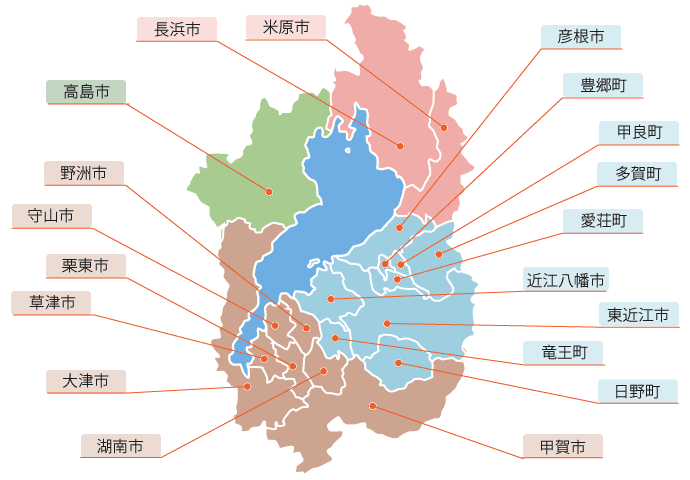 米原市
長浜市
彦根市
豊郷町
高島市
甲良町
野洲市
多賀町
守山市
愛荘町
栗東市
近江八幡市
草津市
東近江市
竜王町
大津市
日野町
湖南市
甲賀市